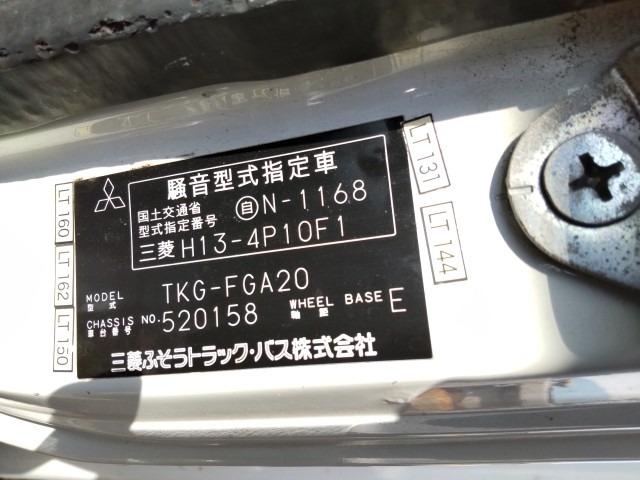 騒音型式指定車
国土交通省
型式指定番号 自N-1168
三菱 H13-4P10F1
MODEL 型式 TKG-FGA20
CHASSIS NO. 車台番号 520158 WHEEL BASE 軸距 E
三菱ふそうトラック・バス株式会社
LT 160
LT 162
LT 150
LT 131
LT 144